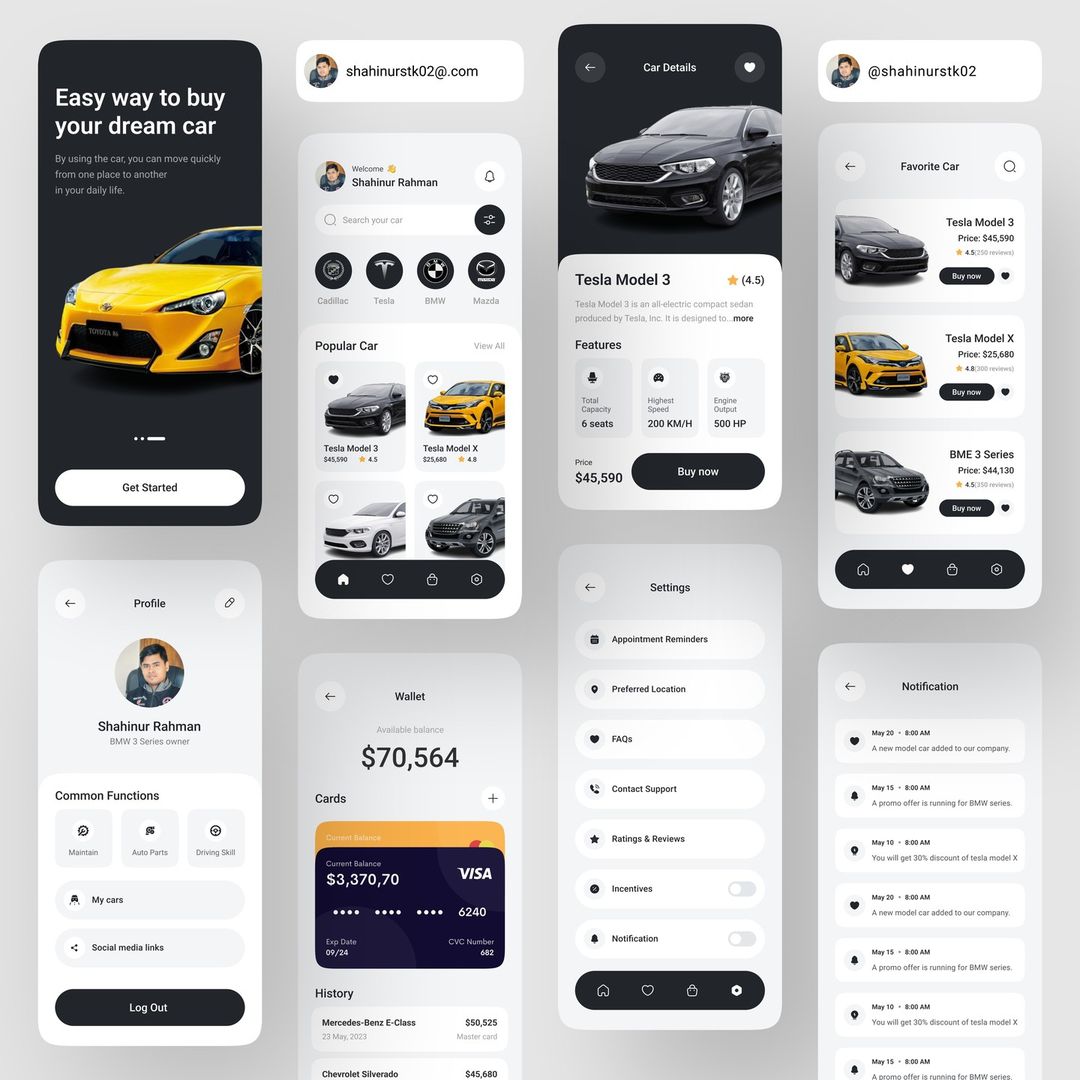 Easy way to buy
your dream car
By using the car, you can move quickly
from one place to another
in your daily life.
TOYOTA 86
Get Started
Profile
Shahinur Rahman
BMW 3 Series owner
Common Functions
Maintain
Auto Parts
Driving Skill
My cars
Social media links
Log Out
shahinurstk02@.com
Welcome 👋
Shahinur Rahman
Search your car
Cadillac
Tesla
BMW
Mazda
Popular Car
View All
Tesla Model 3
$45,590 4.5
Tesla Model X
$25,680 4.8
Wallet
Available balance
$70,564
Cards
Current Balance
Current Balance
$3,370,70
VISA
•••• •••• •••• 6240
Exp Date
09/24
CVC Number
682
History
Mercedes-Benz E-Class
$50,525
23 May, 2023
Master card
Chevrolet Silverado
$45,680
Car Details
Tesla Model 3
(4.5)
Tesla Model 3 is an all-electric compact sedan
produced by Tesla, Inc. It is designed to...more
Features
Total
Capacity
6 seats
Highest
Speed
200 KM/H
Engine
Output
500 HP
Price
$45,590
Buy now
Settings
Appointment Reminders
Preferred Location
FAQs
Contact Support
Ratings & Reviews
Incentives
Notification
@shahinurstk02
Favorite Car
Tesla Model 3
Price: $45,590
4.5(250 reviews)
Buy now
Tesla Model X
Price: $25,680
4.8(300 reviews)
Buy now
BME 3 Series
Price: $44,130
4.5(350 reviews)
Buy now
Notification
May 20 • 8:00 AM
A new model car added to our company.
May 15 • 8:00 AM
A promo offer is running for BMW series.
May 10 • 8:00 AM
You will get 30% discount of tesla model X
May 20 • 8:00 AM
A new model car added to our company.
May 15 • 8:00 AM
A promo offer is running for BMW series.
May 10 • 8:00 AM
You will get 30% discount of tesla model X
May 15 • 8:00 AM
A promo offer is running for BMW series.